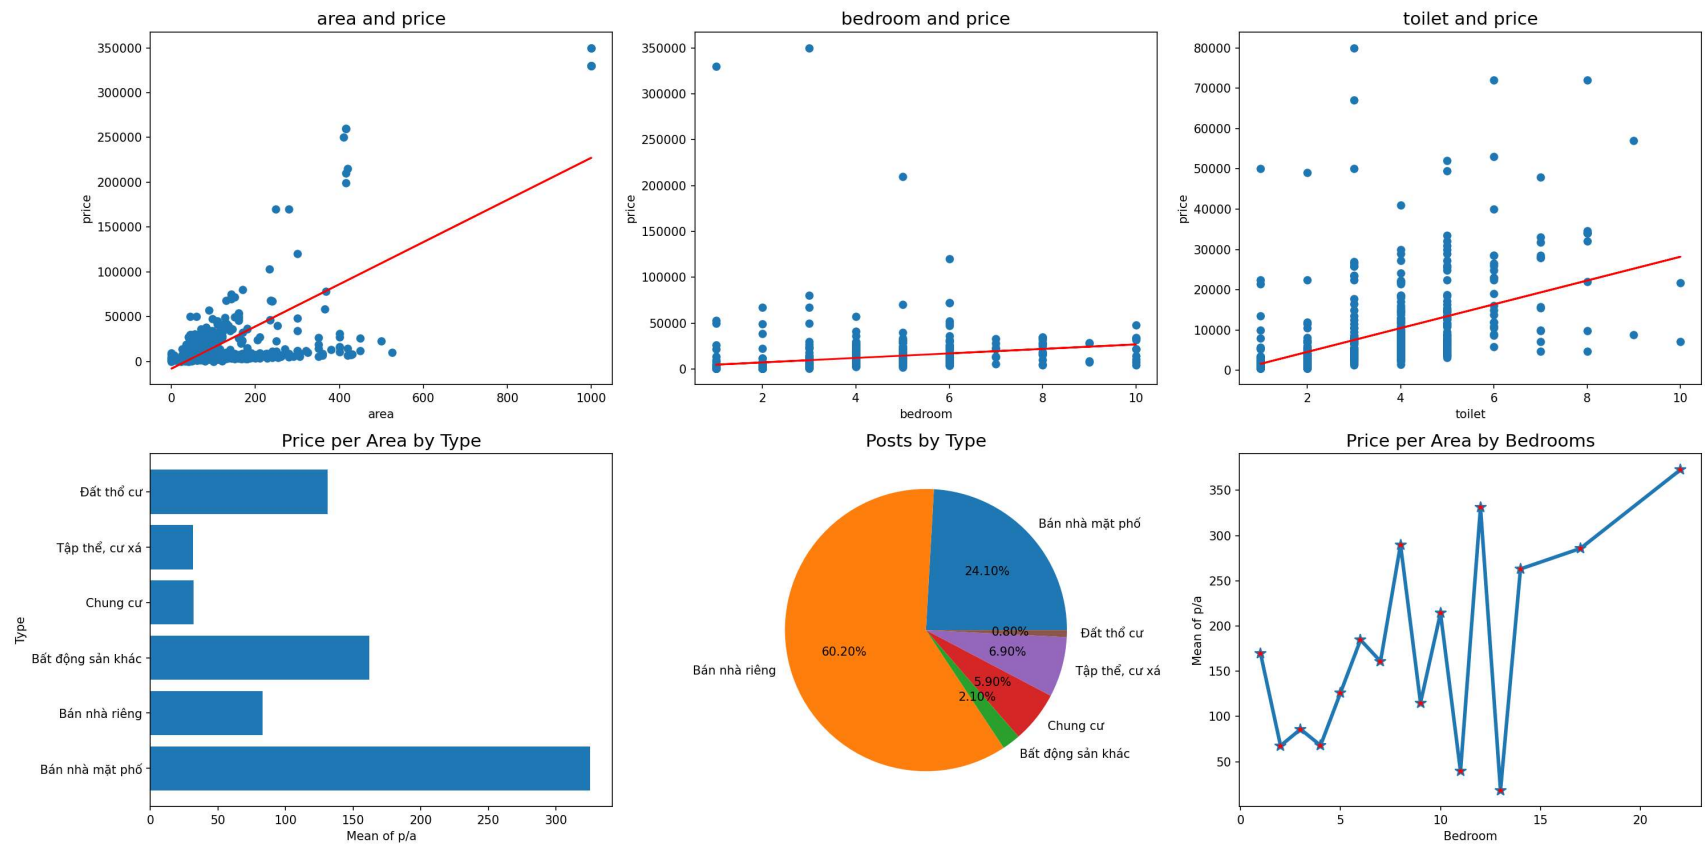 area and price
350000
300000
250000
200000
150000
100000
50000
0
price
0 200 400 600 800 1000
area
bedroom and price
350000
300000
250000
200000
150000
100000
50000
0
price
2 4 6 8 10
bedroom
toilet and price
80000
70000
60000
50000
40000
30000
20000
10000
0
price
2 4 6 8 10
toilet
Price per Area by Type
Đất thổ cư
Tập thể, cư xá
Chung cư
Bất động sản khác
Bán nhà riêng
Bán nhà mặt phố
Type
0 50 100 150 200 250 300
Mean of p/a
Posts by Type
Bán nhà mặt phố
24.10%
0.80%
Đất thổ cư
60.20%
6.90%
Bán nhà riêng
Tập thể, cư xá
5.90%
2.10%
Chung cư
Bất động sản khác
Price per Area by Bedrooms
350
300
250
200
150
100
50
Mean of p/a
0 5 10 15 20
Bedroom